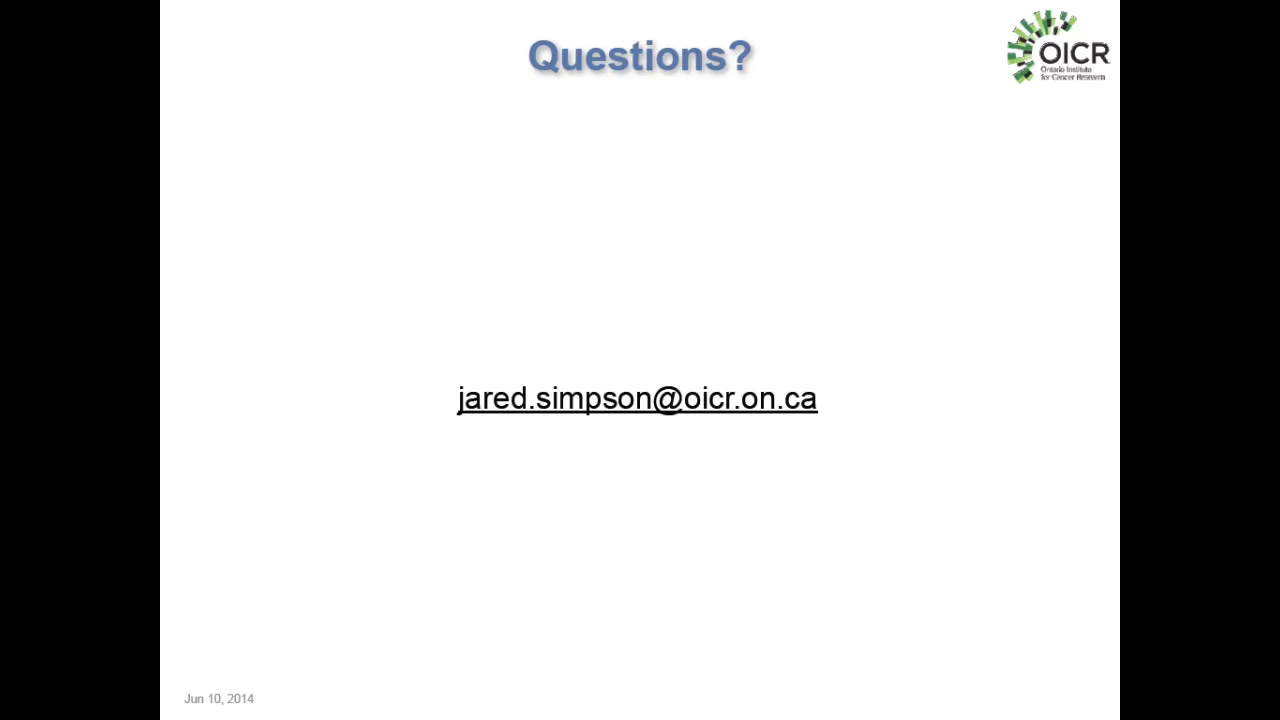 Questions?
OICR
Ontario Institute
for Cancer Research
jared.simpson@oicr.on.ca
Jun 10, 2014